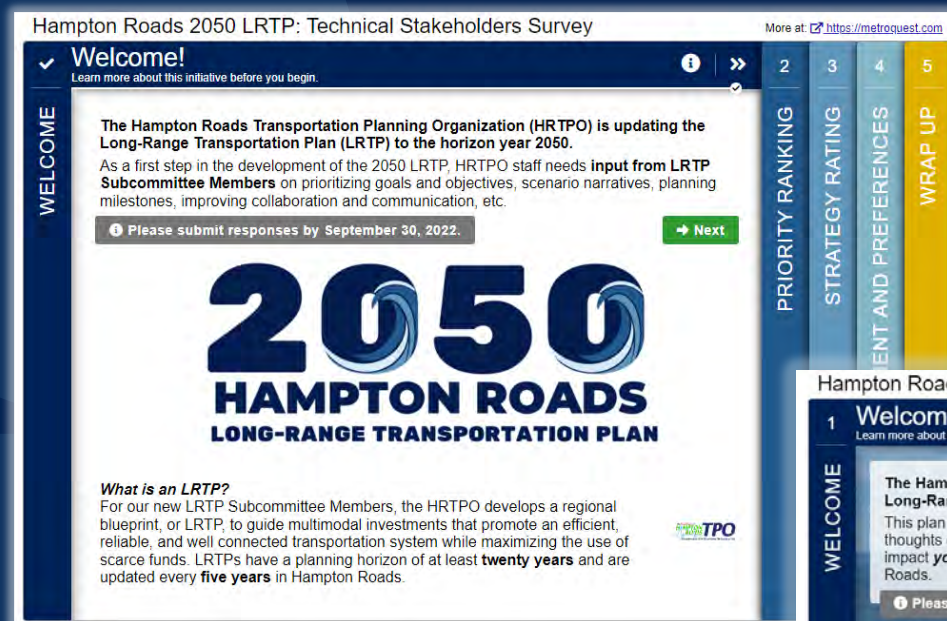 Hampton Roads 2050 LRTP: Technical Stakeholders Survey
More at: https://metroquest.com
Welcome!
Learn more about this initiative before you begin.
WELCOME
The Hampton Roads Transportation Planning Organization (HRTPO) is updating the
Long-Range Transportation Plan (LRTP) to the horizon year 2050.
As a first step in the development of the 2050 LRTP, HRTPO staff needs input from LRTP
Subcommittee Members on prioritizing goals and objectives, scenario narratives, planning
milestones, improving collaboration and communication, etc.
Please submit responses by September 30, 2022.
Next
2050
HAMPTON ROADS
LONG-RANGE TRANSPORTATION PLAN
What is an LRTP?
For our new LRTP Subcommittee Members, the HRTPO develops a regional
blueprint, or LRTP, to guide multimodal investments that promote an efficient,
reliable, and well connected transportation system while maximizing the use of
scarce funds. LRTPs have a planning horizon of at least twenty years and are
updated every five years in Hampton Roads.
TPO
2
PRIORITY RANKING
3
STRATEGY RATING
4
ENT AND PREFERENCES
5
WRAP UP
Hampton Roa
1
Welcom
Learn more about
WELCOME
The Ham
Long-Ra
This plan
thoughts
impact yo
Roads.
Pleas